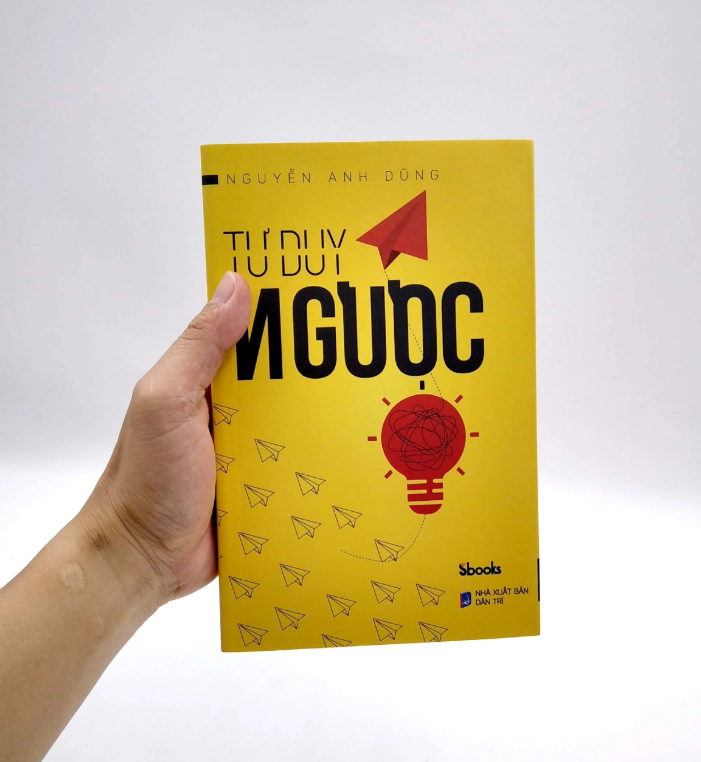 NGUYỄN ANH DŨNG
TƯ DUY
NGƯỢC
Sbooks
NHÀ XUẤT BẢN
DÂN TRÍ